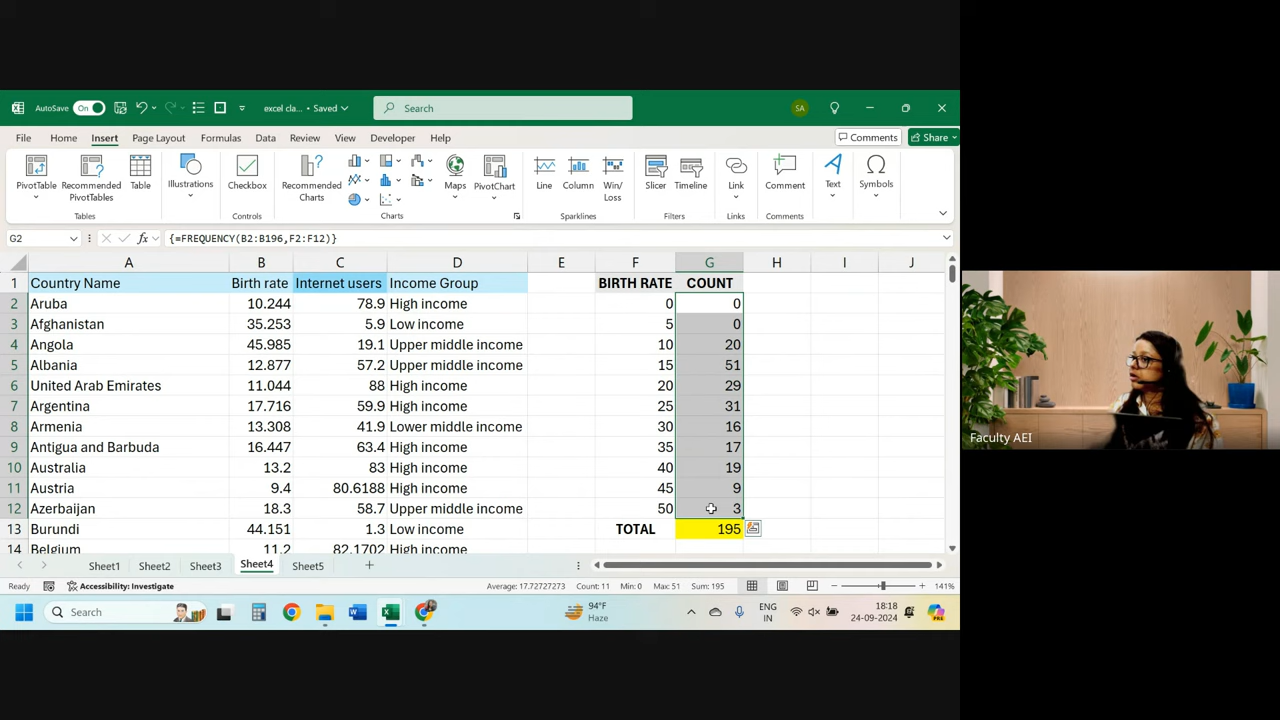 AutoSave On excel cla... • Saved Search SA
File Home Insert Page Layout Formulas Data Review View Developer Help Comments Share
PivotTable Recommended PivotTables Table Illustrations Checkbox Recommended Charts Maps PivotChart Line Column Win/Loss Slicer Timeline Link Comment Text Symbols
Tables Controls Charts Sparklines Filters Links Comments
G2 fx {=FREQUENCY(B2:B196,F2:F12)}
A B C D E F G H I J
1 Country Name Birth rate Internet users Income Group BIRTH RATE COUNT
2 Aruba 10.244 78.9 High income 0 0
3 Afghanistan 35.253 5.9 Low income 5 0
4 Angola 45.985 19.1 Upper middle income 10 20
5 Albania 12.877 57.2 Upper middle income 15 51
6 United Arab Emirates 11.044 88 High income 20 29
7 Argentina 17.716 59.9 High income 25 31
8 Armenia 13.308 41.9 Lower middle income 30 16
9 Antigua and Barbuda 16.447 63.4 High income 35 17
10 Australia 13.2 83 High income 40 19
11 Austria 9.4 80.6188 High income 45 9
12 Azerbaijan 18.3 58.7 Upper middle income 50 3
13 Burundi 44.151 1.3 Low income TOTAL 195
14 Belgium 11.2 82.1702 High income
Sheet1 Sheet2 Sheet3 Sheet4 Sheet5 +
Ready Accessibility: Investigate Average: 17.72727273 Count: 11 Min: 0 Max: 51 Sum: 195 141%
Search 94°F Haze ENG IN 18:18 24-09-2024
Faculty AEI